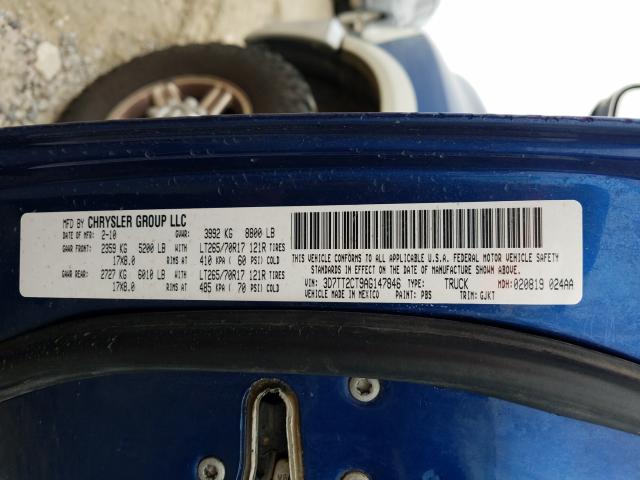 MFD BY CHRYSLER GROUP LLC
DATE OF MFR: 2-10 GVWR: 3992 KG 8800 LB
GAWR FRONT: 2359 KG 5200 LB WITH LT265/70R17 121R TIRES
17X8.0 RIMS AT 410 KPA ( 60 PSI) COLD
GAWR REAR: 2727 KG 6010 LB WITH LT265/70R17 121R TIRES
17X8.0 RIMS AT 485 KPA ( 70 PSI) COLD
THIS VEHICLE CONFORMS TO ALL APPLICABLE U.S.A. FEDERAL MOTOR VEHICLE SAFETY
STANDARDS IN EFFECT ON THE DATE OF MANUFACTURE SHOWN ABOVE.
VIN: 3D7TT2CT9AG147846 TYPE: TRUCK MDH: 020819 024AA
VEHICLE MADE IN MEXICO PAINT: PBS TRIM: GJKT